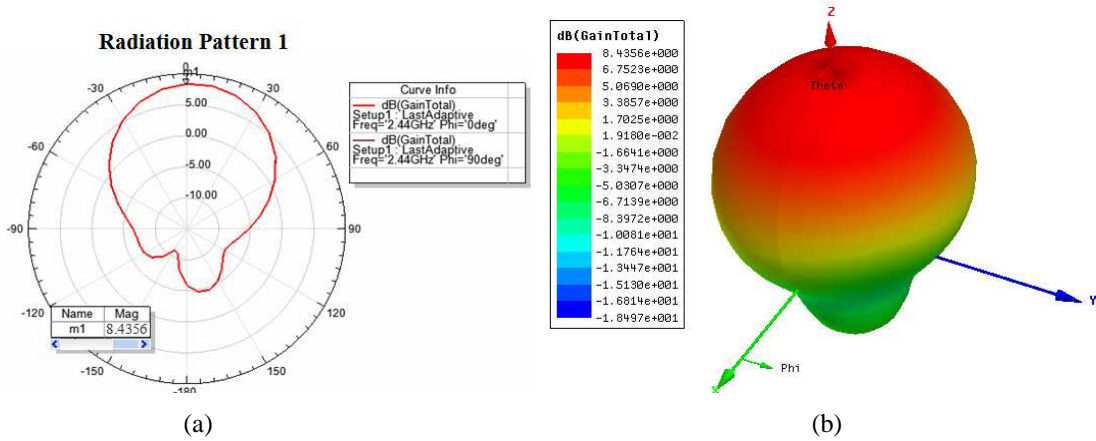 Radiation Pattern 1
0
m1
-30
30
5.00
0.00
-60
60
-5.00
-10.00
-90
90
-120
120
-150
150
-180
Curve Info
dB(GainTotal)
Setup1 : LastAdaptive
Freq='2.44GHz' Phi='0deg'
dB(GainTotal)
Setup1 : LastAdaptive
Freq='2.44GHz' Phi='90deg'
Name Mag
m1 8.4356
(a)
dB(GainTotal)
8.4356e+000
6.7523e+000
5.0690e+000
3.3857e+000
1.7025e+000
1.9180e-002
-1.6641e+000
-3.3474e+000
-5.0307e+000
-6.7139e+000
-8.3972e+000
-1.0081e+001
-1.1764e+001
-1.3447e+001
-1.5130e+001
-1.6814e+001
-1.8497e+001
Z
Theta
Y
X
Phi
(b)